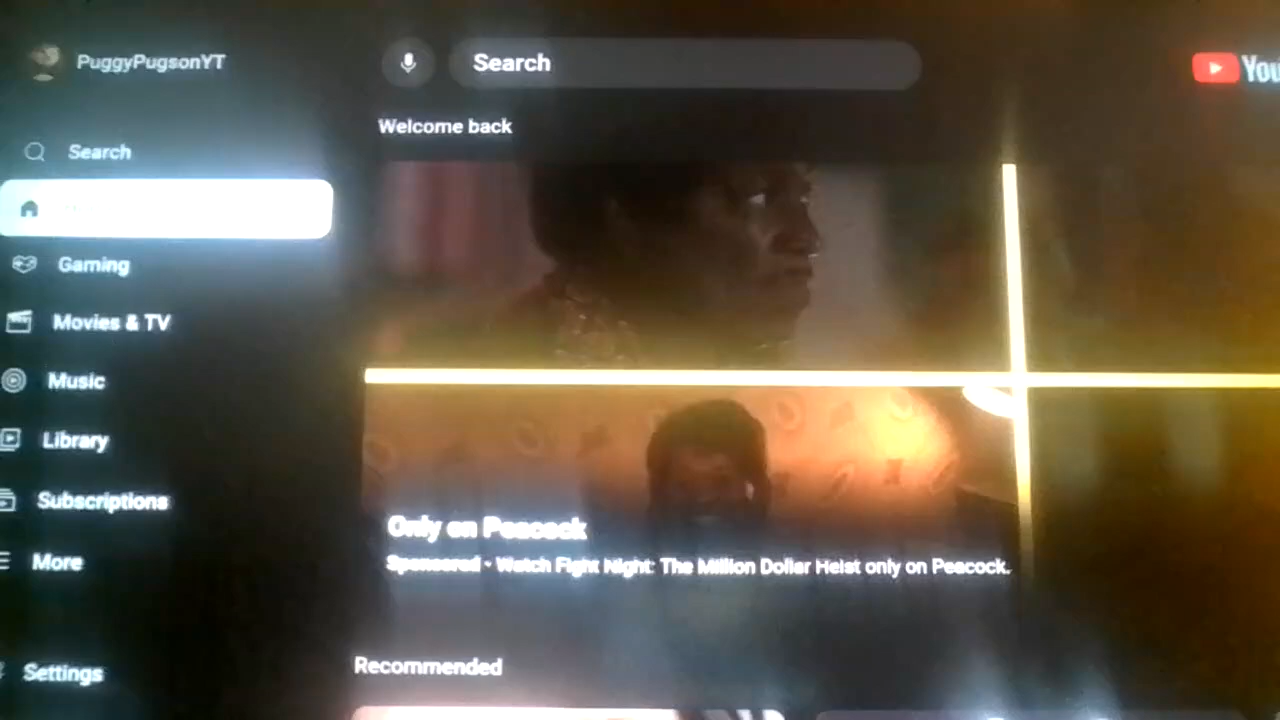 PuggyPugsonYT
Search
You
Welcome back
Search
Gaming
Movies & TV
Music
Library
Subscriptions
More
Only on Peacock
Sponsored · Watch Fight Night: The Million Dollar Heist only on Peacock.
Settings
Recommended